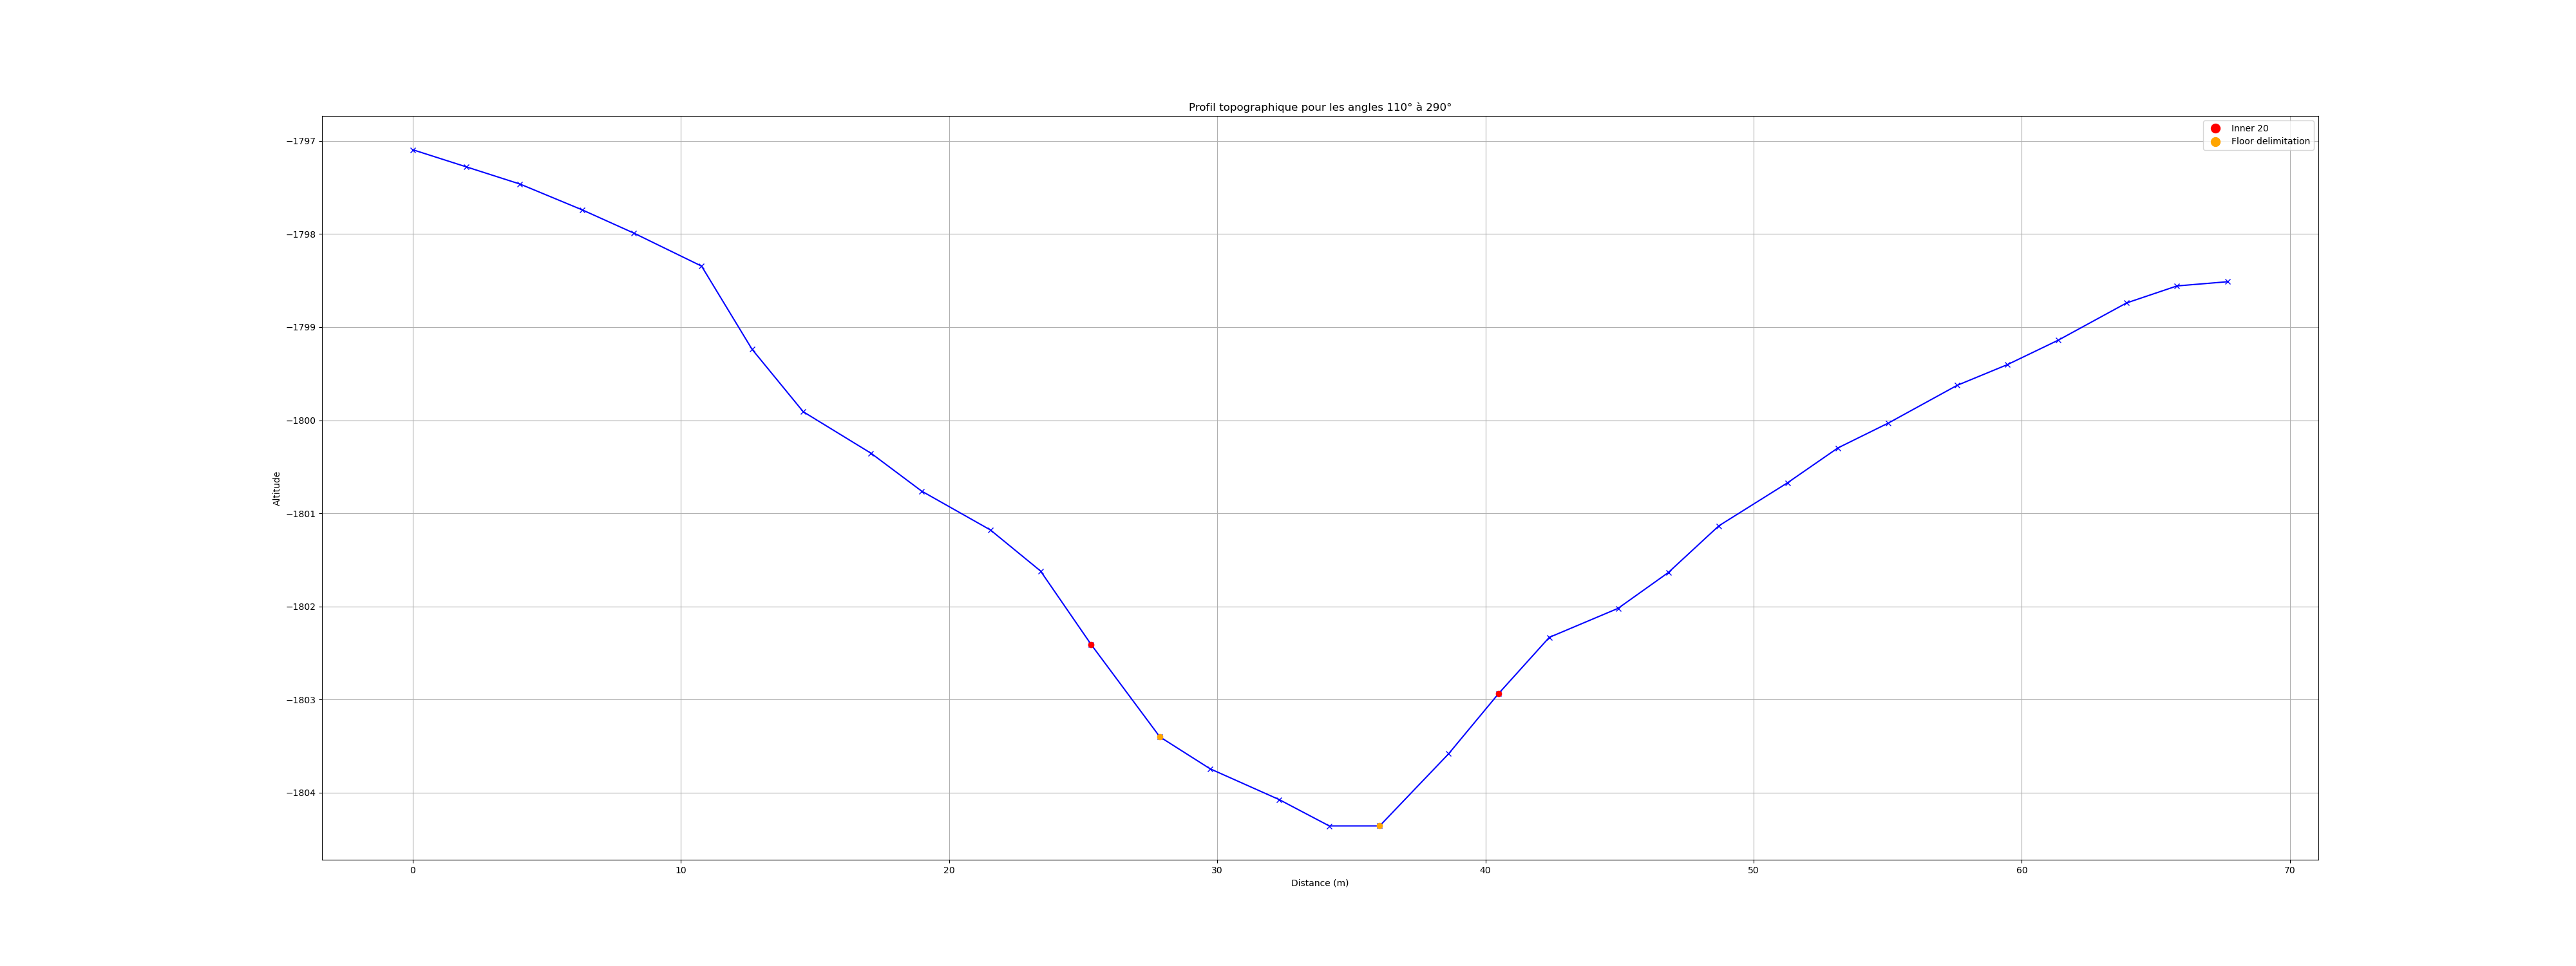 Profil topographique pour les angles 110° à 290°
Inner 20
Floor delimitation
−1797
−1798
−1799
−1800
−1801
−1802
−1803
−1804
Altitude
0 10 20 30 40 50 60 70
Distance (m)